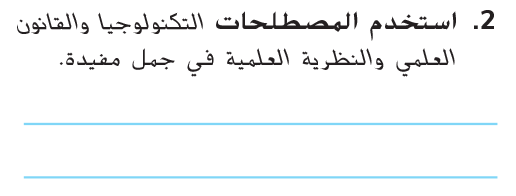 2. استخدم المصطلحات التكنولوجيا والقانون
العلمي والنظرية العلمية في جمل مفيدة.